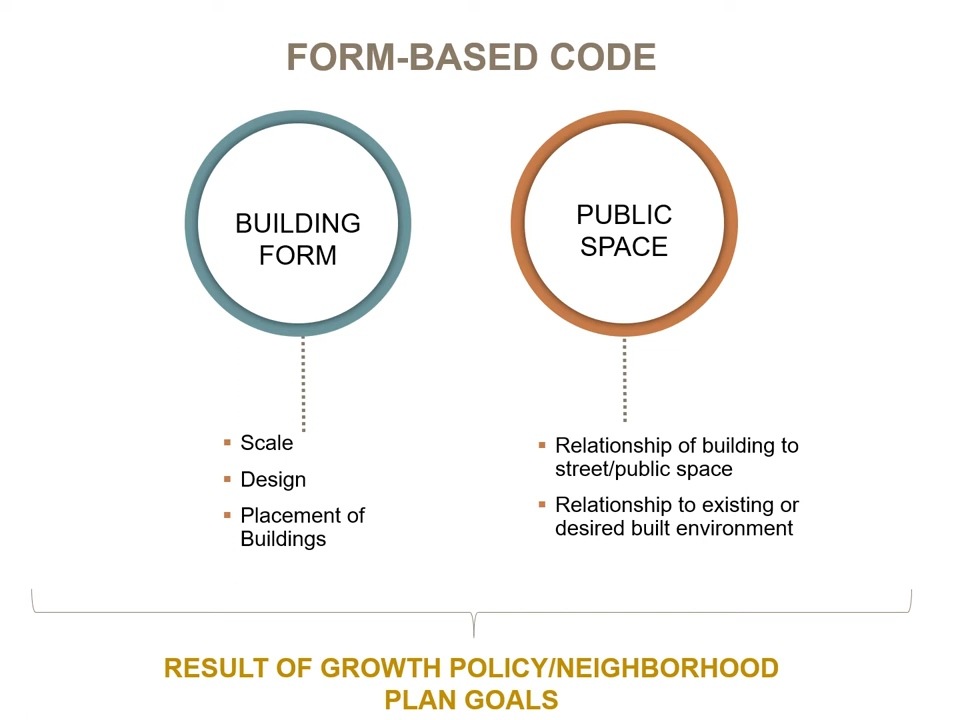 FORM-BASED CODE
BUILDING
FORM
PUBLIC
SPACE
▪ Scale
▪ Design
▪ Placement of
Buildings
▪ Relationship of building to
street/public space
▪ Relationship to existing or
desired built environment
RESULT OF GROWTH POLICY/NEIGHBORHOOD
PLAN GOALS